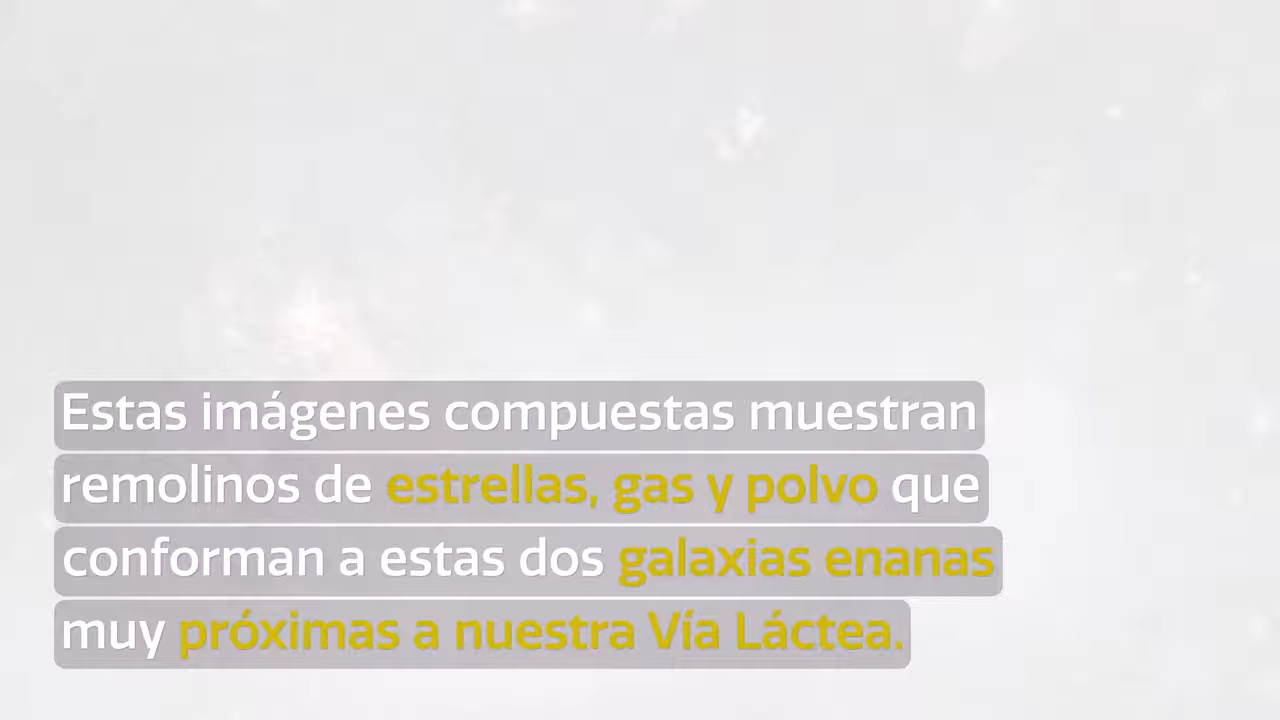 Estas imágenes compuestas muestran
remolinos de estrellas, gas y polvo que
conforman a estas dos galaxias enanas
muy próximas a nuestra Vía Láctea.